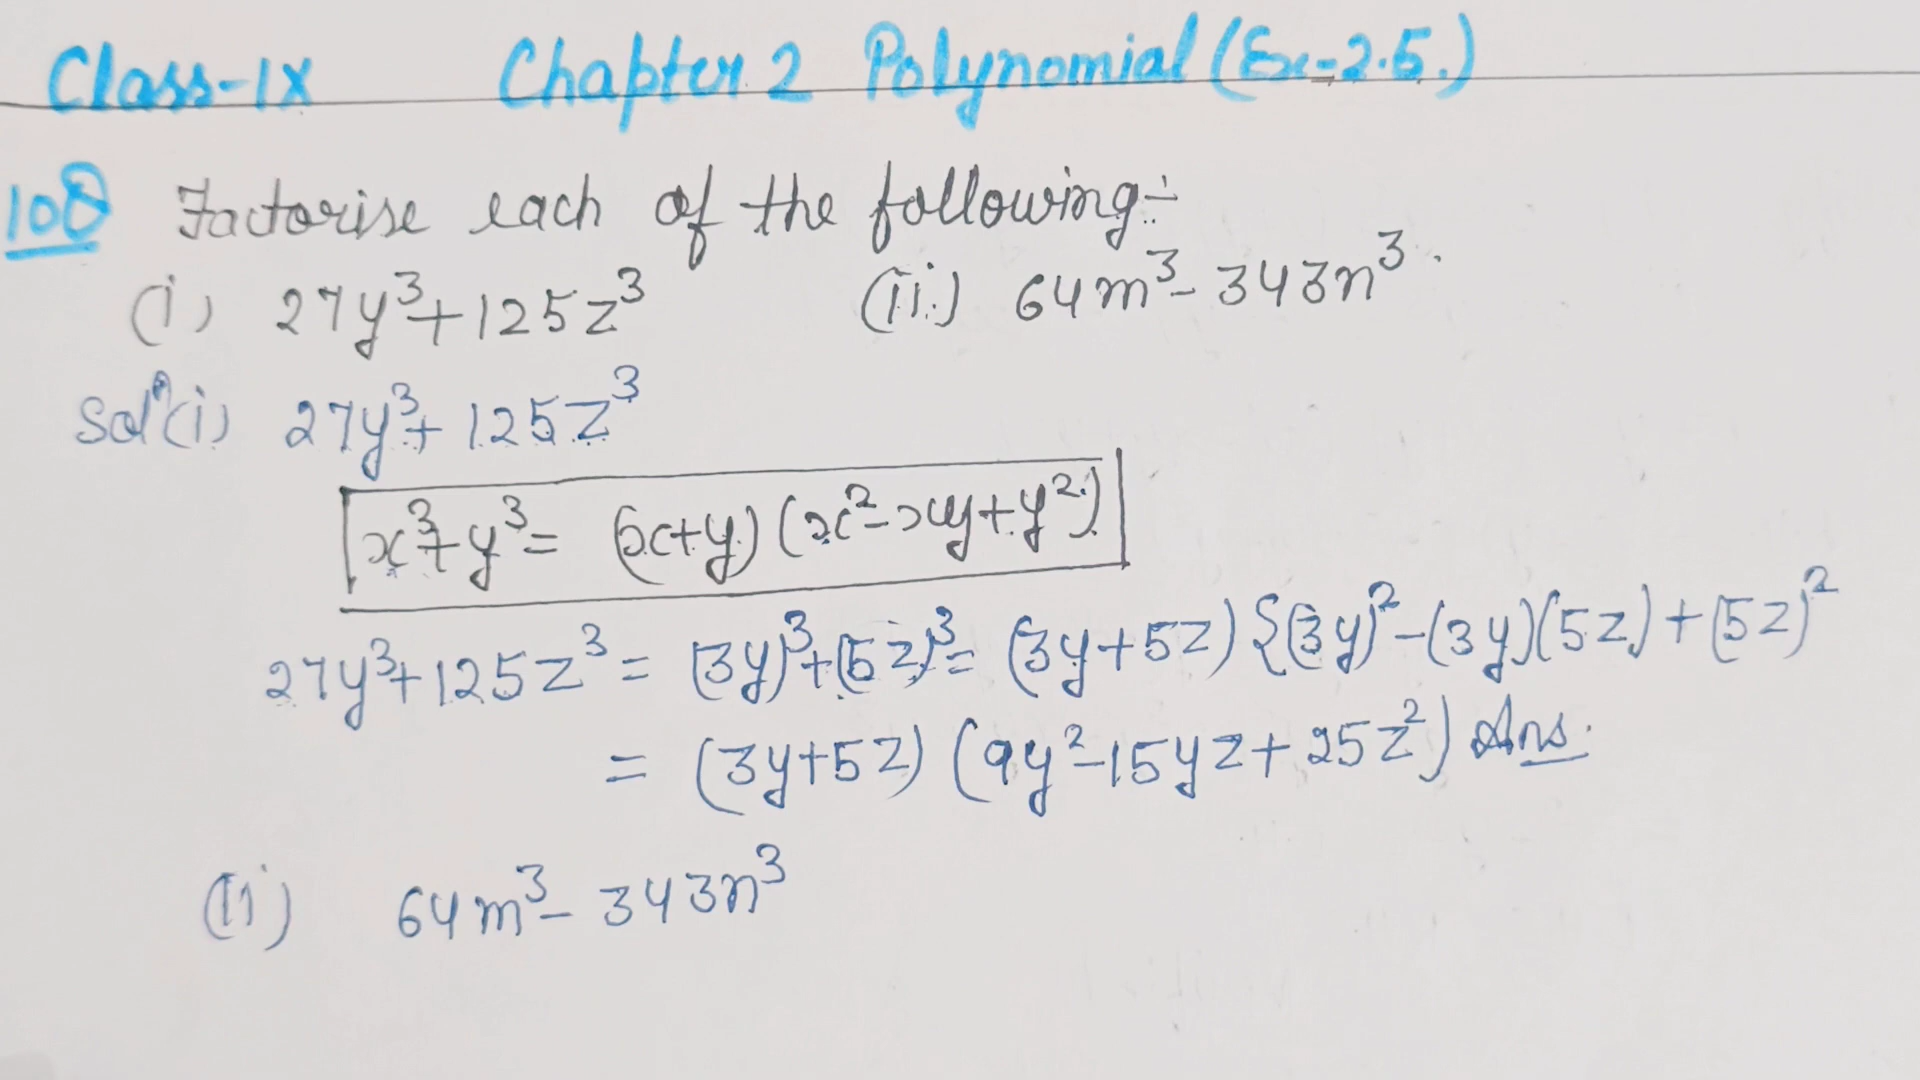 Class-IX Chapter 2 Polynomial (Ex-2.5.)
10Q Factorise each of the following:-
(i) 27y³+125z³ (ii) 64m³-343n³.
Solⁿ(i) 27y³+125z³
x³+y³= (x+y) (x²-xy+y²)
27y³+125z³ = (3y)³+(5z)³= (3y+5z) {(3y)²-(3y)(5z)+(5z)²
= (3y+5z) (9y²-15yz+25z²) Ans.
(ii) 64m³-343n³